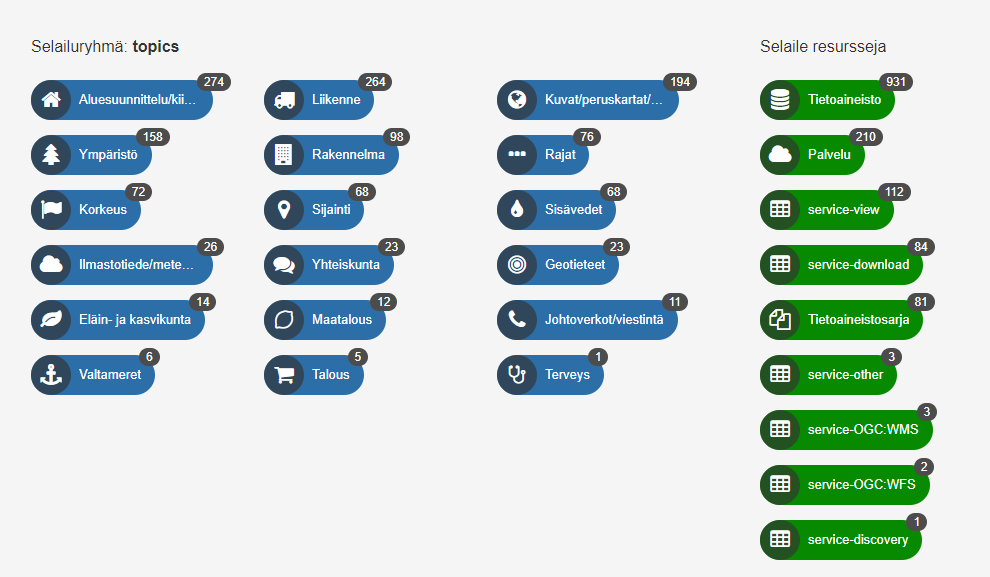 Selailuryhmä: topics
274
Aluesuunnittelu/kii...
264
Liikenne
194
Kuvat/peruskartat/...
158
Ympäristö
98
Rakennelma
76
Rajat
72
Korkeus
68
Sijainti
68
Sisävedet
26
Ilmastotiede/mete...
23
Yhteiskunta
23
Geotieteet
14
Eläin- ja kasvikunta
12
Maatalous
11
Johtoverkot/viestintä
6
Valtameret
5
Talous
1
Terveys
Selaile resursseja
931
Tietoaineisto
210
Palvelu
112
service-view
84
service-download
81
Tietoaineistosarja
3
service-other
3
service-OGC:WMS
2
service-OGC:WFS
1
service-discovery